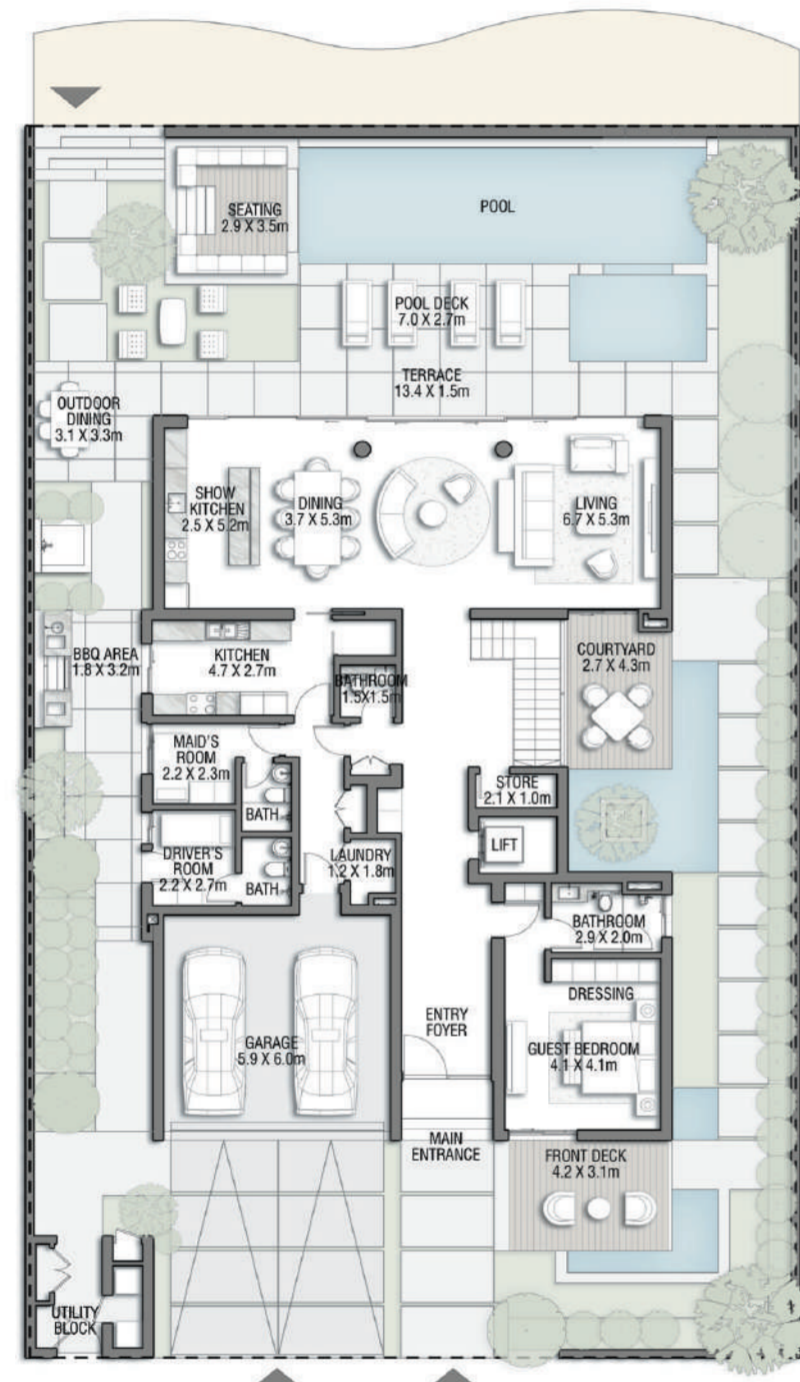 SEATING
2.9 X 3.5m
POOL
POOL DECK
7.0 X 2.7m
TERRACE
13.4 X 1.5m
OUTDOOR
DINING
3.1 X 3.3m
SHOW
KITCHEN
2.5 X 5.2m
DINING
3.7 X 5.3m
LIVING
6.7 X 5.3m
BBQ AREA
1.8 X 3.2m
KITCHEN
4.7 X 2.7m
BATHROOM
1.5X1.5m
COURTYARD
2.7 X 4.3m
MAID'S
ROOM
2.2 X 2.3m
BATH
STORE
2.1 X 1.0m
LIFT
DRIVER'S
ROOM
2.2 X 2.7m
BATH
LAUNDRY
1.2 X 1.8m
BATHROOM
2.9 X 2.0m
DRESSING
ENTRY
FOYER
GARAGE
5.9 X 6.0m
GUEST BEDROOM
4.1 X 4.1m
MAIN
ENTRANCE
FRONT DECK
4.2 X 3.1m
UTILITY
BLOCK